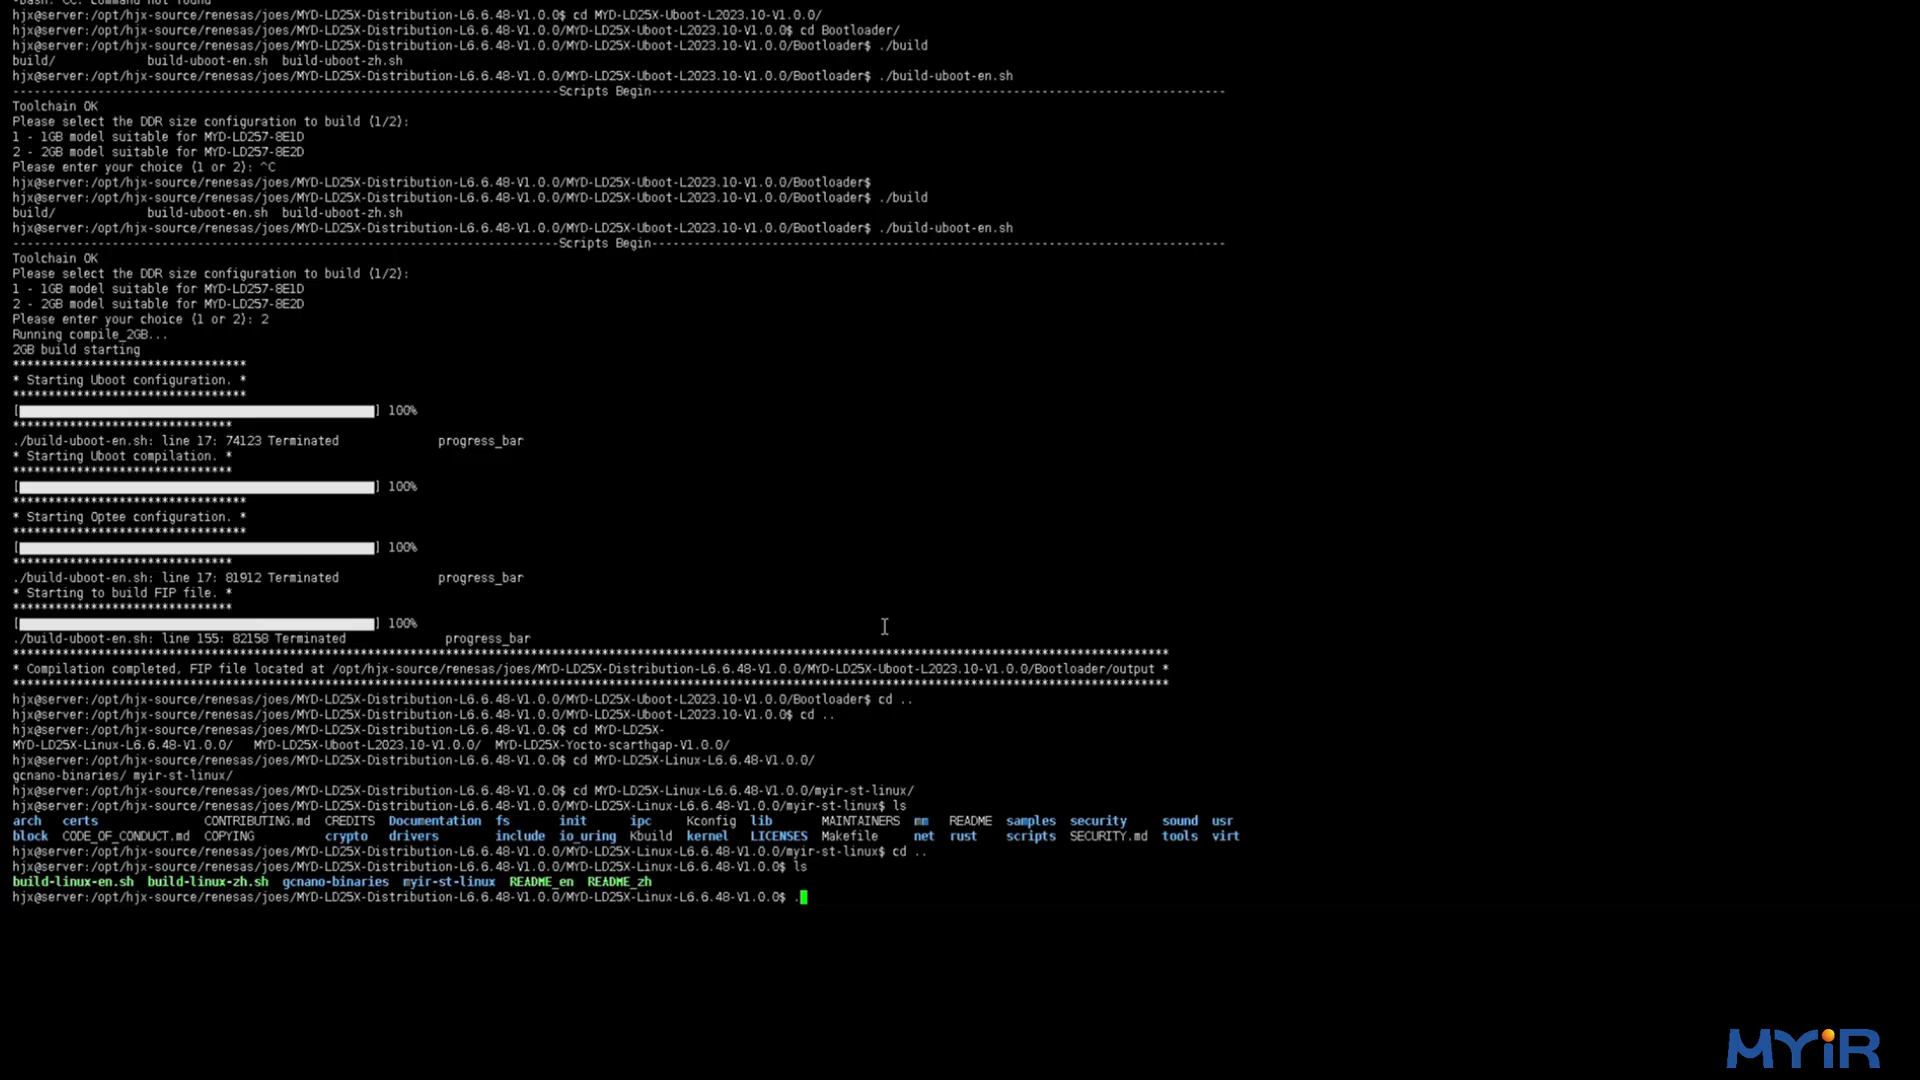 -bash: CC: command not found
hjx@server:/opt/hjx-source/renesas/joes/MYD-LD25X-Distribution-L6.6.48-V1.0.0$ cd MYD-LD25X-Uboot-L2023.10-V1.0.0/
hjx@server:/opt/hjx-source/renesas/joes/MYD-LD25X-Distribution-L6.6.48-V1.0.0/MYD-LD25X-Uboot-L2023.10-V1.0.0$ cd Bootloader/
hjx@server:/opt/hjx-source/renesas/joes/MYD-LD25X-Distribution-L6.6.48-V1.0.0/MYD-LD25X-Uboot-L2023.10-V1.0.0/Bootloader$ ./build
build/ build-uboot-en.sh build-uboot-zh.sh
hjx@server:/opt/hjx-source/renesas/joes/MYD-LD25X-Distribution-L6.6.48-V1.0.0/MYD-LD25X-Uboot-L2023.10-V1.0.0/Bootloader$ ./build-uboot-en.sh
-----------------------------------------------------------------------------Scripts Begin---------------------------------------------------------------------------------
Toolchain OK
Please select the DDR size configuration to build (1/2):
1 - 1GB model suitable for MYD-LD257-8E1D
2 - 2GB model suitable for MYD-LD257-8E2D
Please enter your choice (1 or 2): ^C
hjx@server:/opt/hjx-source/renesas/joes/MYD-LD25X-Distribution-L6.6.48-V1.0.0/MYD-LD25X-Uboot-L2023.10-V1.0.0/Bootloader$
hjx@server:/opt/hjx-source/renesas/joes/MYD-LD25X-Distribution-L6.6.48-V1.0.0/MYD-LD25X-Uboot-L2023.10-V1.0.0/Bootloader$ ./build
build/ build-uboot-en.sh build-uboot-zh.sh
hjx@server:/opt/hjx-source/renesas/joes/MYD-LD25X-Distribution-L6.6.48-V1.0.0/MYD-LD25X-Uboot-L2023.10-V1.0.0/Bootloader$ ./build-uboot-en.sh
-----------------------------------------------------------------------------Scripts Begin---------------------------------------------------------------------------------
Toolchain OK
Please select the DDR size configuration to build (1/2):
1 - 1GB model suitable for MYD-LD257-8E1D
2 - 2GB model suitable for MYD-LD257-8E2D
Please enter your choice (1 or 2): 2
Running compile_2GB...
2GB build starting
*********************************
* Starting Uboot configuration. *
*********************************
[ ] 100%
*******************************
./build-uboot-en.sh: line 17: 74123 Terminated progress_bar
* Starting Uboot compilation. *
*******************************
[ ] 100%
*********************************
* Starting Optee configuration. *
*********************************
[ ] 100%
*******************************
./build-uboot-en.sh: line 17: 81912 Terminated progress_bar
* Starting to build FIP file. *
*******************************
[ ] 100%
./build-uboot-en.sh: line 155: 82158 Terminated progress_bar
*******************************************************************************************************************************************************************
* Compilation completed, FIP file located at /opt/hjx-source/renesas/joes/MYD-LD25X-Distribution-L6.6.48-V1.0.0/MYD-LD25X-Uboot-L2023.10-V1.0.0/Bootloader/output *
*******************************************************************************************************************************************************************
hjx@server:/opt/hjx-source/renesas/joes/MYD-LD25X-Distribution-L6.6.48-V1.0.0/MYD-LD25X-Uboot-L2023.10-V1.0.0/Bootloader$ cd ..
hjx@server:/opt/hjx-source/renesas/joes/MYD-LD25X-Distribution-L6.6.48-V1.0.0/MYD-LD25X-Uboot-L2023.10-V1.0.0$ cd ..
hjx@server:/opt/hjx-source/renesas/joes/MYD-LD25X-Distribution-L6.6.48-V1.0.0$ cd MYD-LD25X-
MYD-LD25X-Linux-L6.6.48-V1.0.0/ MYD-LD25X-Uboot-L2023.10-V1.0.0/ MYD-LD25X-Yocto-scarthgap-V1.0.0/
hjx@server:/opt/hjx-source/renesas/joes/MYD-LD25X-Distribution-L6.6.48-V1.0.0$ cd MYD-LD25X-Linux-L6.6.48-V1.0.0/
gcnano-binaries/ myir-st-linux/
hjx@server:/opt/hjx-source/renesas/joes/MYD-LD25X-Distribution-L6.6.48-V1.0.0$ cd MYD-LD25X-Linux-L6.6.48-V1.0.0/myir-st-linux/
hjx@server:/opt/hjx-source/renesas/joes/MYD-LD25X-Distribution-L6.6.48-V1.0.0/MYD-LD25X-Linux-L6.6.48-V1.0.0/myir-st-linux$ ls
arch certs CONTRIBUTING.md CREDITS Documentation fs init ipc Kconfig lib MAINTAINERS mm README samples security sound usr
block CODE_OF_CONDUCT.md COPYING crypto drivers include io_uring Kbuild kernel LICENSES Makefile net rust scripts SECURITY.md tools virt
hjx@server:/opt/hjx-source/renesas/joes/MYD-LD25X-Distribution-L6.6.48-V1.0.0/MYD-LD25X-Linux-L6.6.48-V1.0.0/myir-st-linux$ cd ..
hjx@server:/opt/hjx-source/renesas/joes/MYD-LD25X-Distribution-L6.6.48-V1.0.0/MYD-LD25X-Linux-L6.6.48-V1.0.0$ ls
build-linux-en.sh build-linux-zh.sh gcnano-binaries myir-st-linux README_en README_zh
hjx@server:/opt/hjx-source/renesas/joes/MYD-LD25X-Distribution-L6.6.48-V1.0.0/MYD-LD25X-Linux-L6.6.48-V1.0.0$ .
MYiR